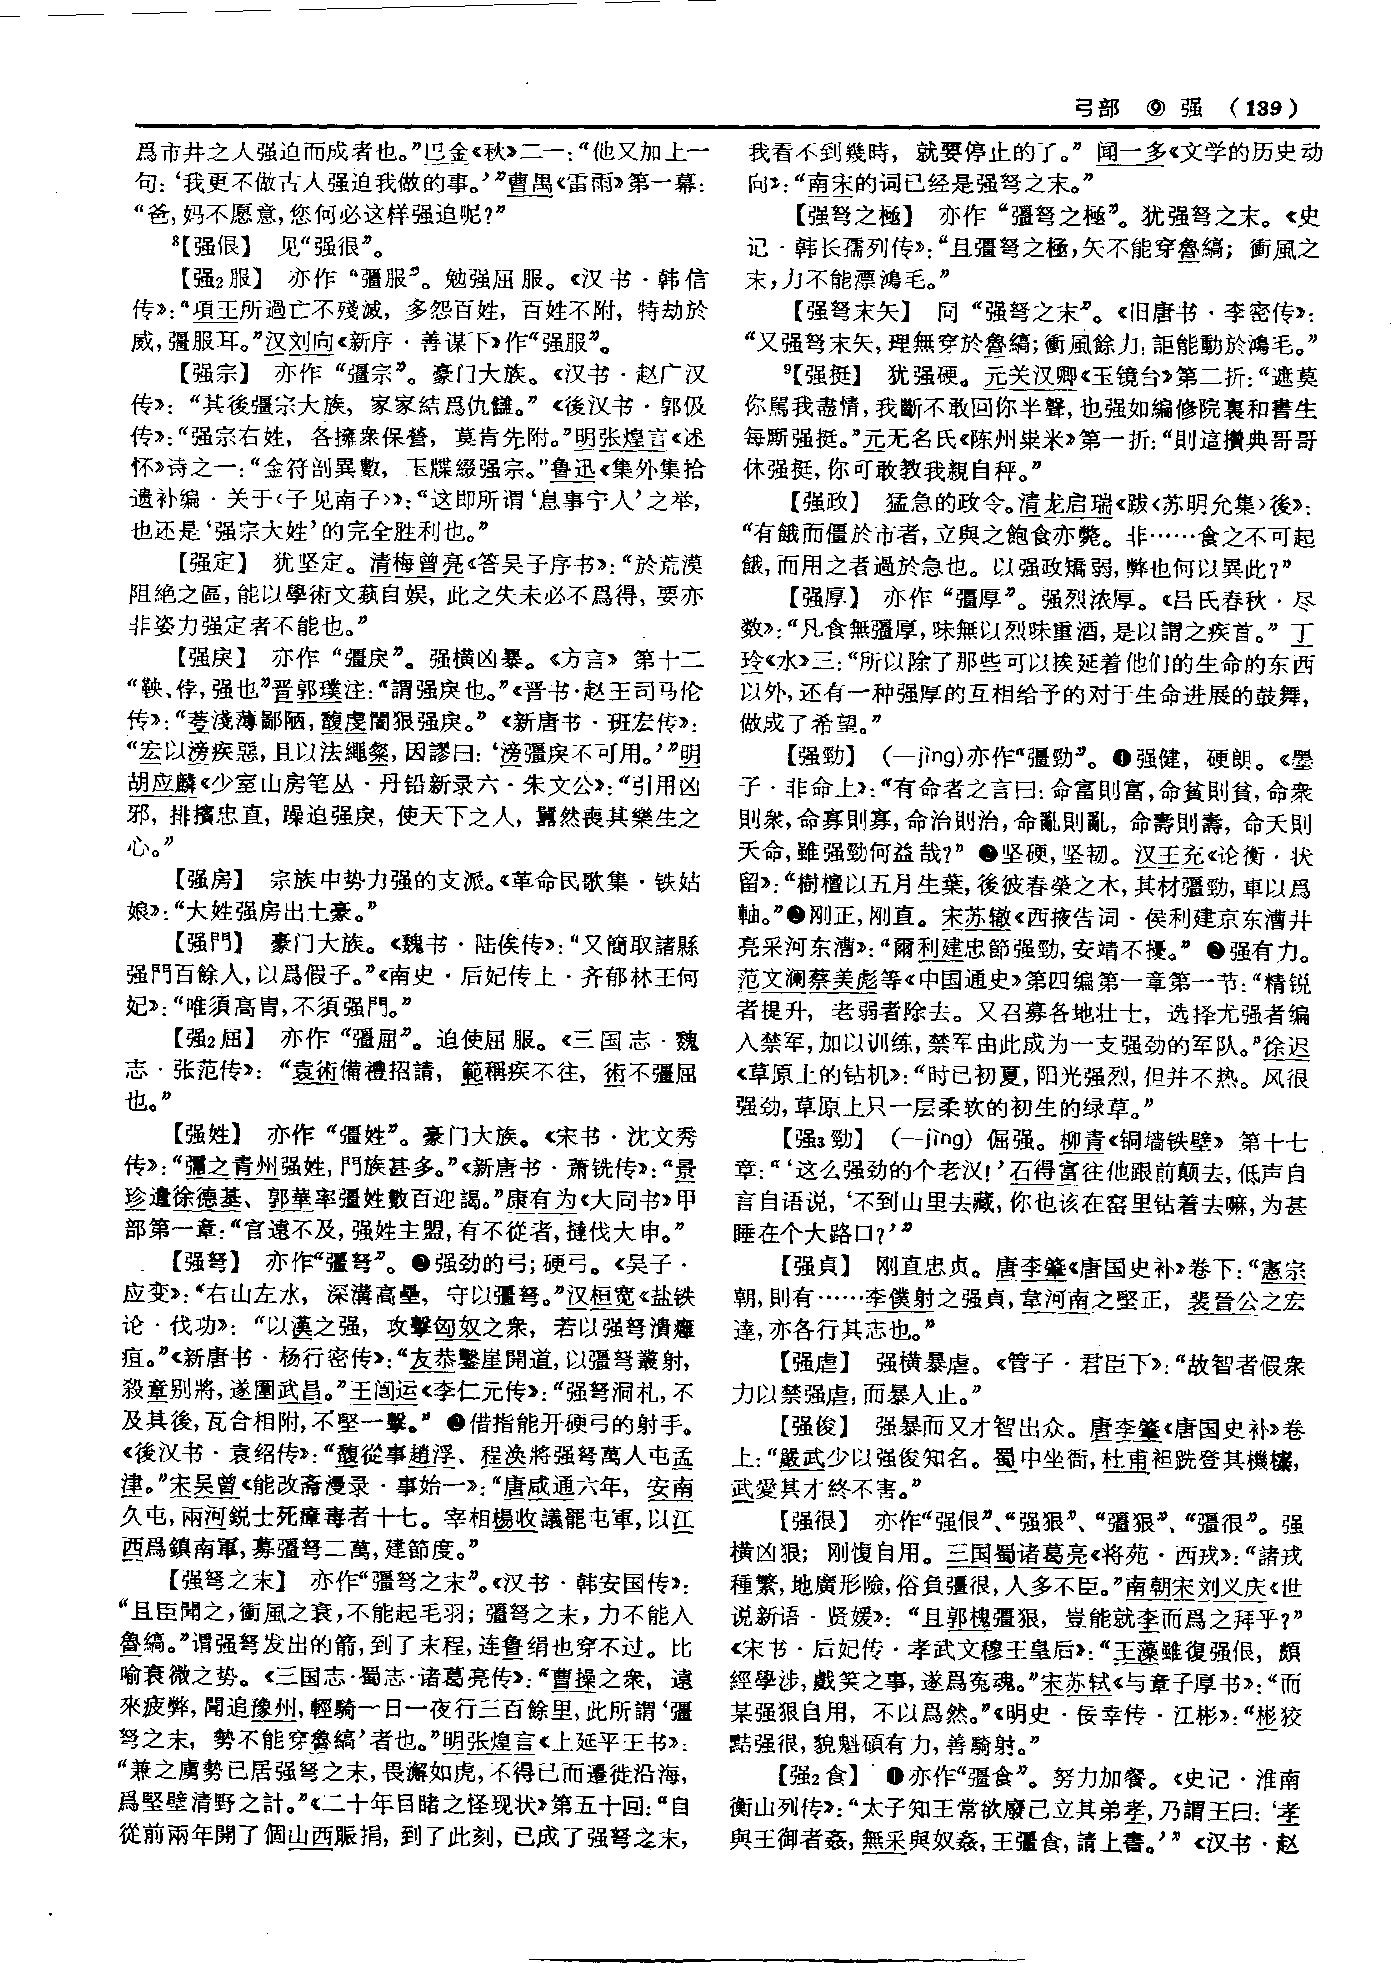 弓部 ⑨ 强 （139）
爲市井之人强迫而成者也。”巴金《秋》二一：“他又加上一
句：‘我更不做古人强迫我做的事。’”曹禺《雷雨》第一幕：
“爸，妈不愿意，您何必这样强迫呢？”
⁸【强佷】 见“强很”。
【强₂服】 亦作“彊服”。勉强屈服。《汉书·韩信
传》：“項王所過亡不殘滅，多怨百姓，百姓不附，特劫於
威，彊服耳。”汉刘向《新序·善谋下》作“强服”。
【强宗】 亦作“彊宗”。豪门大族。《汉书·赵广汉
传》：“其後彊宗大族，家家結爲仇讎。”《後汉书·郭伋
传》：“强宗右姓，各擁衆保營，莫肯先附。”明张煌言《述
怀》诗之一：“金符剖異數，玉牒綴强宗。”鲁迅《集外集拾
遗补编·关于〈子见南子〉》：“这即所谓‘息事宁人’之举，
也还是‘强宗大姓’的完全胜利也。”
【强定】 犹坚定。清梅曾亮《答吴子序书》：“於荒漠
阻絶之區，能以學術文蓺自娱，此之失未必不爲得，要亦
非姿力强定者不能也。”
【强戾】 亦作“彊戾”。强横凶暴。《方言》第十二
“鞅、侼，强也”晋郭璞注：“謂强戾也。”《晋书·赵王司马伦
传》：“荂淺薄鄙陋，馥虔闇狠强戾。”《新唐书·班宏传》：
“宏以滂疾惡，且以法繩粲，因謬曰：‘滂彊戾不可用。’”明
胡应麟《少室山房笔丛·丹铅新录六·朱文公》：“引用凶
邪，排擯忠直，躁迫强戾，使天下之人，囂然喪其樂生之
心。”
【强房】 宗族中势力强的支派。《革命民歌集·铁姑
娘》：“大姓强房出土豪。”
【强門】 豪门大族。《魏书·陆俟传》：“又簡取諸縣
强門百餘人，以爲假子。”《南史·后妃传上·齐郁林王何
妃》：“唯須高胄，不須强門。”
【强₂屈】 亦作“彊屈”。迫使屈服。《三国志·魏
志·张范传》：“袁術備禮招請，範稱疾不往，術不彊屈
也。”
【强姓】 亦作“彊姓”。豪门大族。《宋书·沈文秀
传》：“彌之青州强姓，門族甚多。”《新唐书·萧铣传》：“景
珍遣徐德基、郭華率彊姓數百迎謁。”康有为《大同书》甲
部第一章：“官遠不及，强姓主盟，有不從者，撻伐大申。”
【强弩】 亦作“彊弩”。❶强劲的弓；硬弓。《吴子·
应变》：“右山左水，深溝高壘，守以彊弩。”汉桓宽《盐铁
论·伐功》：“以漢之强，攻擊匈奴之衆，若以强弩潰癰
疽。”《新唐书·杨行密传》：“友恭鑿崖開道，以彊弩叢射，
殺章别將，遂圍武昌。”王闿运《李仁元传》：“强弩洞札，不
及其後，瓦合相附，不堅一擊。” ❷借指能开硬弓的射手。
《後汉书·袁绍传》：“魏從事趙浮、程涣將强弩萬人屯孟
津。”宋吴曾《能改斋漫录·事始一》：“唐咸通六年，安南
久屯，兩河鋭士死瘴毒者十七。宰相楊收議罷屯軍，以江
西爲鎮南軍，募彊弩二萬，建節度。”
【强弩之末】 亦作“彊弩之末”。《汉书·韩安国传》：
“且臣聞之，衝風之衰，不能起毛羽；彊弩之末，力不能入
魯縞。”谓强弩发出的箭，到了末程，连鲁绢也穿不过。比
喻衰微之势。《三国志·蜀志·诸葛亮传》：“曹操之衆，遠
來疲弊，聞追豫州，輕騎一日一夜行三百餘里，此所謂‘彊
弩之末，勢不能穿魯縞’者也。”明张煌言《上延平王书》：
“兼之虜勢已居强弩之末，畏澥如虎，不得已而遷徙沿海，
爲堅壁清野之計。”《二十年目睹之怪现状》第五十回：“自
從前兩年開了個山西賑捐，到了此刻，已成了强弩之末，
我看不到幾時，就要停止的了。”闻一多《文学的历史动
向》：“南宋的词已经是强弩之末。”
【强弩之極】 亦作“彊弩之極”。犹强弩之末。《史
记·韩长孺列传》：“且彊弩之極，矢不能穿魯縞；衝風之
末，力不能漂鴻毛。”
【强弩末矢】 同“强弩之末”。《旧唐书·李密传》：
“又强弩末矢，理無穿於魯縞；衝風餘力，詎能動於鴻毛。”
⁹【强挺】 犹强硬。元关汉卿《玉镜台》第二折：“遮莫
你駡我盡情，我斷不敢回你半聲，也强如編修院裏和書生
每厮强挺。”元无名氏《陈州粜米》第一折：“則這攢典哥哥
休强挺，你可敢教我親自秤。”
【强政】 猛急的政令。清龙启瑞《跋〈苏明允集〉後》：
“有餓而僵於市者，立與之飽食亦斃。非……食之不可起
餓，而用之者過於急也。以强政矯弱，弊也何以異此？”
【强厚】 亦作“彊厚”。强烈浓厚。《吕氏春秋·尽
数》：“凡食無彊厚，味無以烈味重酒，是以謂之疾首。”丁
玲《水》三：“所以除了那些可以挨延着他们的生命的东西
以外，还有一种强厚的互相给予的对于生命进展的鼓舞，
做成了希望。”
【强勁】 （—jìng）亦作“彊勁”。❶强健，硬朗。《墨
子·非命上》：“有命者之言曰：命富則富，命貧則貧，命衆
則衆，命寡則寡，命治則治，命亂則亂，命壽則壽，命夭則
夭命，雖强勁何益哉？” ❷坚硬，坚韧。汉王充《论衡·状
留》：“樹檀以五月生葉，後彼春榮之木，其材彊勁，車以爲
軸。”❸刚正，刚直。宋苏辙《西掖告词·侯利建京东漕井
亮采河东漕》：“爾利建忠節强勁，安靖不擾。” ❹强有力。
范文澜蔡美彪等《中国通史》第四编第一章第一节：“精锐
者提升，老弱者除去。又召募各地壮士，选择尤强者编
入禁军，加以训练，禁军由此成为一支强劲的军队。”徐迟
《草原上的钻机》：“时已初夏，阳光强烈，但并不热。风很
强劲，草原上只一层柔软的初生的绿草。”
【强₃勁】 （—jìng） 倔强。柳青《铜墙铁壁》第十七
章：“‘这么强劲的个老汉！’石得富往他跟前颠去，低声自
言自语说，‘不到山里去藏，你也该在窑里钻着去嘛，为甚
睡在个大路口？’”
【强貞】 刚直忠贞。唐李肇《唐国史补》卷下：“憲宗
朝，則有……李僕射之强貞，韋河南之堅正，裴晉公之宏
達，亦各行其志也。”
【强虐】 强横暴虐。《管子·君臣下》：“故智者假衆
力以禁强虐，而暴人止。”
【强俊】 强暴而又才智出众。唐李肇《唐国史补》卷
上：“嚴武少以强俊知名。蜀中坐衙，杜甫袒跣登其機櫈，
武愛其才終不害。”
【强很】 亦作“强佷”、“强狠”、“彊狠”、“彊很”。强
横凶狠；刚愎自用。三国蜀诸葛亮《将苑·西戎》：“諸戎
種繁，地廣形險，俗負彊很，人多不臣。”南朝宋刘义庆《世
说新语·贤媛》：“且郭槐彊狠，豈能就李而爲之拜乎？”
《宋书·后妃传·孝武文穆王皇后》：“王藻雖復强佷，頗
經學涉，戲笑之事，遂爲冤魂。”宋苏轼《与章子厚书》：“而
某强狠自用，不以爲然。”《明史·佞幸传·江彬》：“彬狡
黠强很，貌魁碩有力，善騎射。”
【强₂食】 ❶亦作“彊食”。努力加餐。《史记·淮南
衡山列传》：“太子知王常欲廢己立其弟孝，乃謂王曰：‘孝
與王御者姦，無采與奴姦，王彊食，請上書。’”《汉书·赵